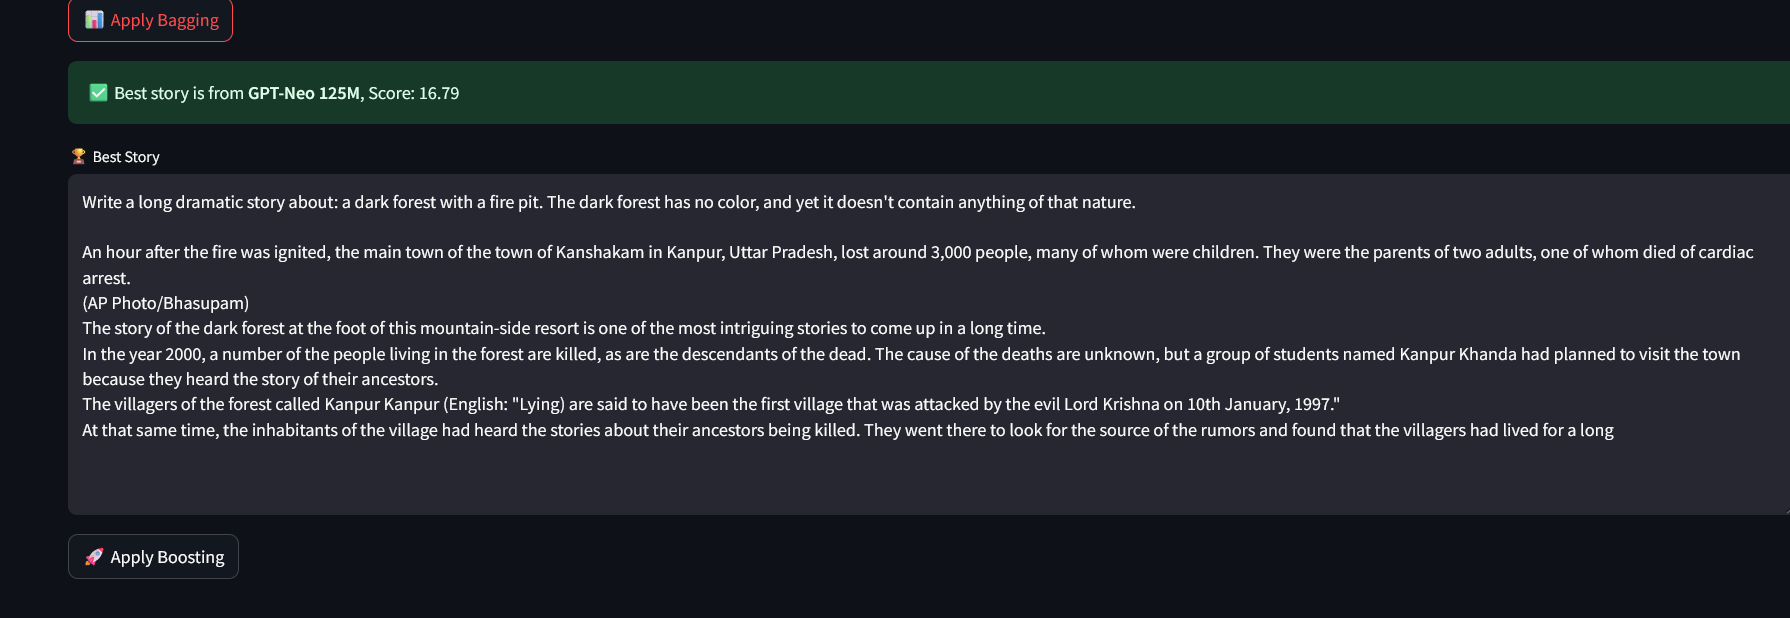 📊 Apply Bagging
✅ Best story is from GPT-Neo 125M, Score: 16.79
🏆 Best Story
Write a long dramatic story about: a dark forest with a fire pit. The dark forest has no color, and yet it doesn't contain anything of that nature.
An hour after the fire was ignited, the main town of the town of Kanshakam in Kanpur, Uttar Pradesh, lost around 3,000 people, many of whom were children. They were the parents of two adults, one of whom died of cardiac
arrest.
(AP Photo/Bhasupam)
The story of the dark forest at the foot of this mountain-side resort is one of the most intriguing stories to come up in a long time.
In the year 2000, a number of the people living in the forest are killed, as are the descendants of the dead. The cause of the deaths are unknown, but a group of students named Kanpur Khanda had planned to visit the town
because they heard the story of their ancestors.
The villagers of the forest called Kanpur Kanpur (English: "Lying) are said to have been the first village that was attacked by the evil Lord Krishna on 10th January, 1997."
At that same time, the inhabitants of the village had heard the stories about their ancestors being killed. They went there to look for the source of the rumors and found that the villagers had lived for a long
🚀 Apply Boosting